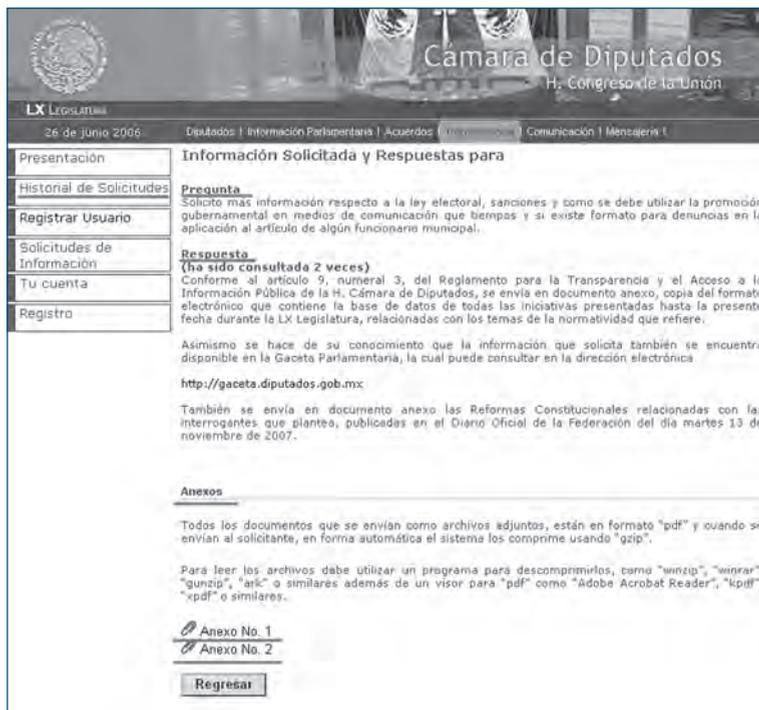 Cámara de Diputados
H. Congreso de la Unión
LX LEGISLATURA
26 de junio 2006
Diputados | Información Parlamentaria | Acuerdos | | Comunicación | Mensajería |
Presentación
Historial de Solicitudes
Registrar Usuario
Solicitudes de
Información
Tu cuenta
Registro
Información Solicitada y Respuestas para
Pregunta
Solicito más información respecto a la ley electoral, sanciones y como se debe utilizar la promoción
gubernamental en medios de comunicación que tiempos y si existe formato para denuncias en l
aplicación al artículo de algún funcionario municipal.
Respuesta
(ha sido consultada 2 veces)
Conforme al artículo 9, numeral 3, del Reglamento para la Transparencia y el Acceso a l
Información Pública de la H. Cámara de Diputados, se envía en documento anexo, copia del format
electrónico que contiene la base de datos de todas las iniciativas presentadas hasta la present
fecha durante la LX Legislatura, relacionadas con los temas de la normatividad que refiere.
Asimismo se hace de su conocimiento que la información que solicita también se encuentr
disponible en la Gaceta Parlamentaria, la cual puede consultar en la dirección electrónica
http://gaceta.diputados.gob.mx
También se envía en documento anexo las Reformas Constitucionales relacionadas con la
interrogantes que plantea, publicadas en el Diario Oficial de la Federación del día martes 13 d
noviembre de 2007.
Anexos
Todos los documentos que se envían como archivos adjuntos, están en formato "pdf" y cuando s
envían al solicitante, en forma automática el sistema los comprime usando "gzip".
Para leer los archivos debe utilizar un programa para descomprimirlos, como "winzip", "winrar"
"gunzip", "ark" o similares además de un visor para "pdf" como "Adobe Acrobat Reader", "kpdf"
"xpdf" o similares.
Anexo No. 1
Anexo No. 2
Regresar